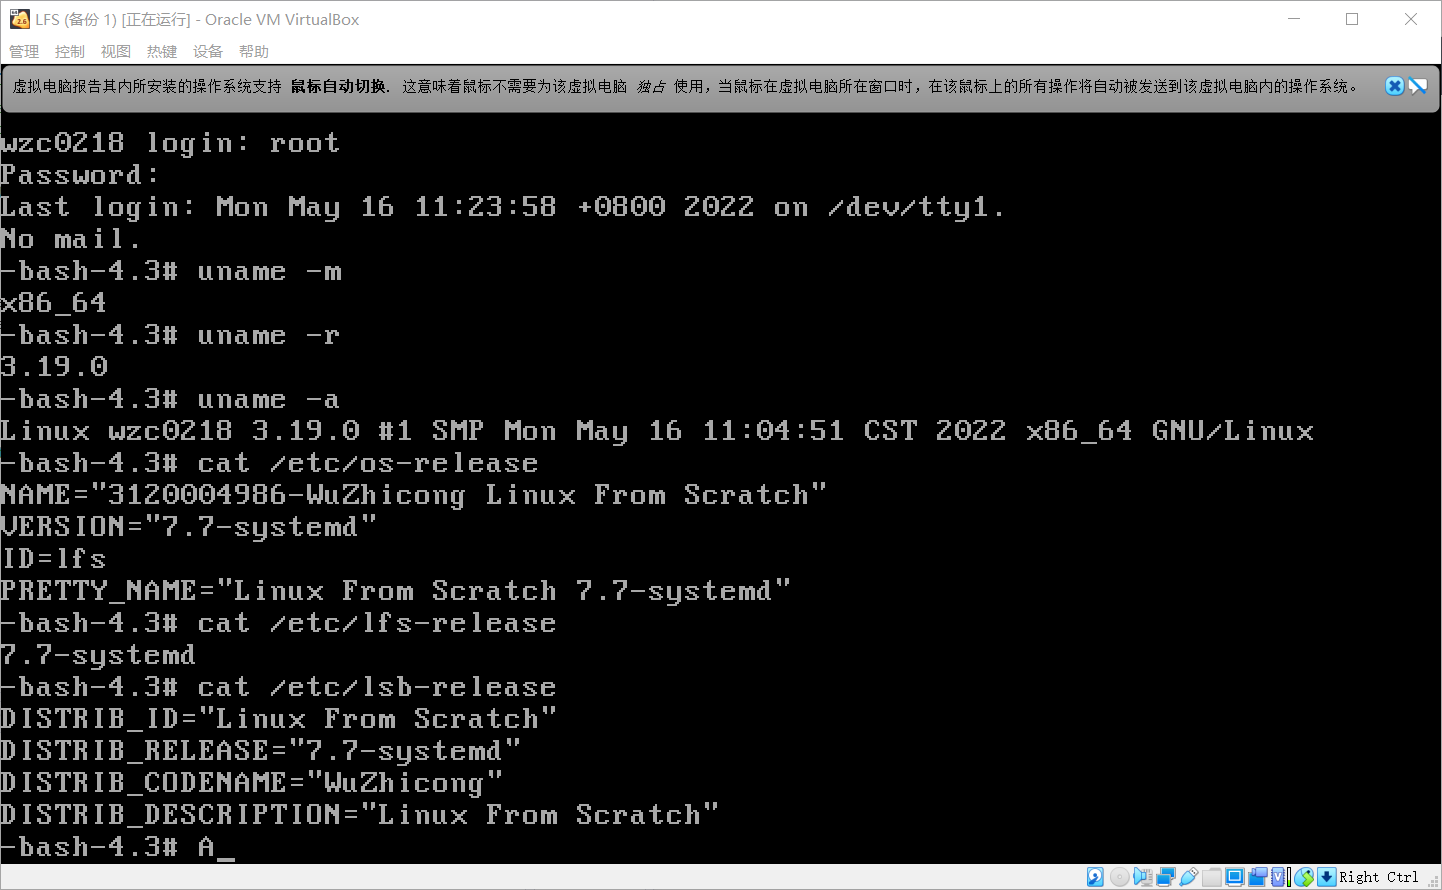 LFS (备份 1) [正在运行] - Oracle VM VirtualBox
管理 控制 视图 热键 设备 帮助
虚拟电脑报告其内所安装的操作系统支持 鼠标自动切换. 这意味着鼠标不需要为该虚拟电脑 独占 使用，当鼠标在虚拟电脑所在窗口时，在该鼠标上的所有操作将自动被发送到该虚拟电脑内的操作系统。
wzc0218 login: root
Password:
Last login: Mon May 16 11:23:58 +0800 2022 on /dev/tty1.
No mail.
-bash-4.3# uname -m
x86_64
-bash-4.3# uname -r
3.19.0
-bash-4.3# uname -a
Linux wzc0218 3.19.0 #1 SMP Mon May 16 11:04:51 CST 2022 x86_64 GNU/Linux
-bash-4.3# cat /etc/os-release
NAME="3120004986-WuZhicong Linux From Scratch"
VERSION="7.7-systemd"
ID=lfs
PRETTY_NAME="Linux From Scratch 7.7-systemd"
-bash-4.3# cat /etc/lfs-release
7.7-systemd
-bash-4.3# cat /etc/lsb-release
DISTRIB_ID="Linux From Scratch"
DISTRIB_RELEASE="7.7-systemd"
DISTRIB_CODENAME="WuZhicong"
DISTRIB_DESCRIPTION="Linux From Scratch"
-bash-4.3# A_
Right Ctrl